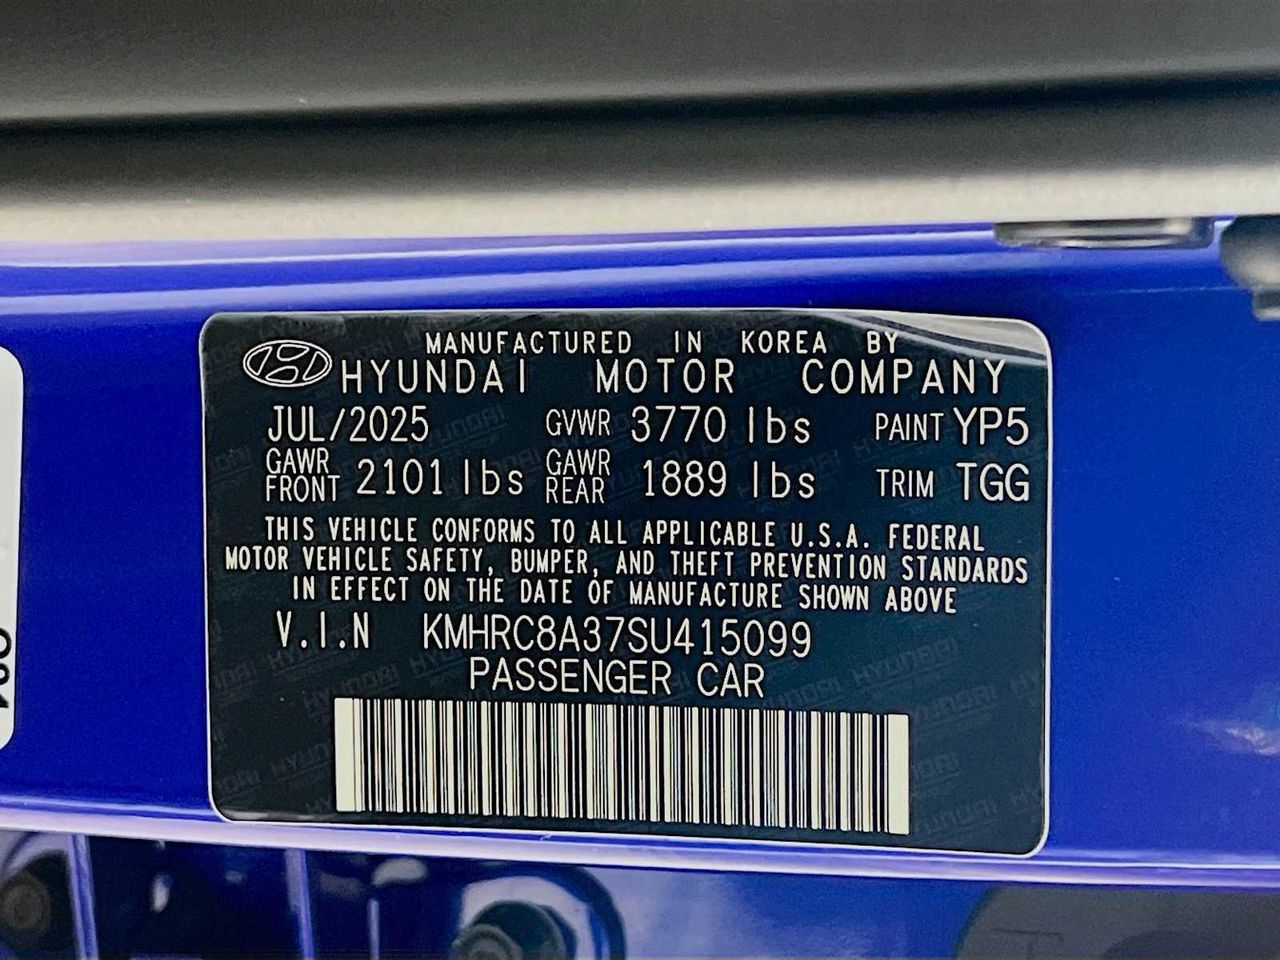 MANUFACTURED IN KOREA BY
HYUNDAI MOTOR COMPANY
JUL/2025 GVWR 3770 lbs PAINT YP5
GAWR FRONT 2101 lbs GAWR REAR 1889 lbs TRIM TGG
THIS VEHICLE CONFORMS TO ALL APPLICABLE U.S.A. FEDERAL
MOTOR VEHICLE SAFETY, BUMPER, AND THEFT PREVENTION STANDARDS
IN EFFECT ON THE DATE OF MANUFACTURE SHOWN ABOVE
V.I.N KMHRC8A37SU415099
PASSENGER CAR